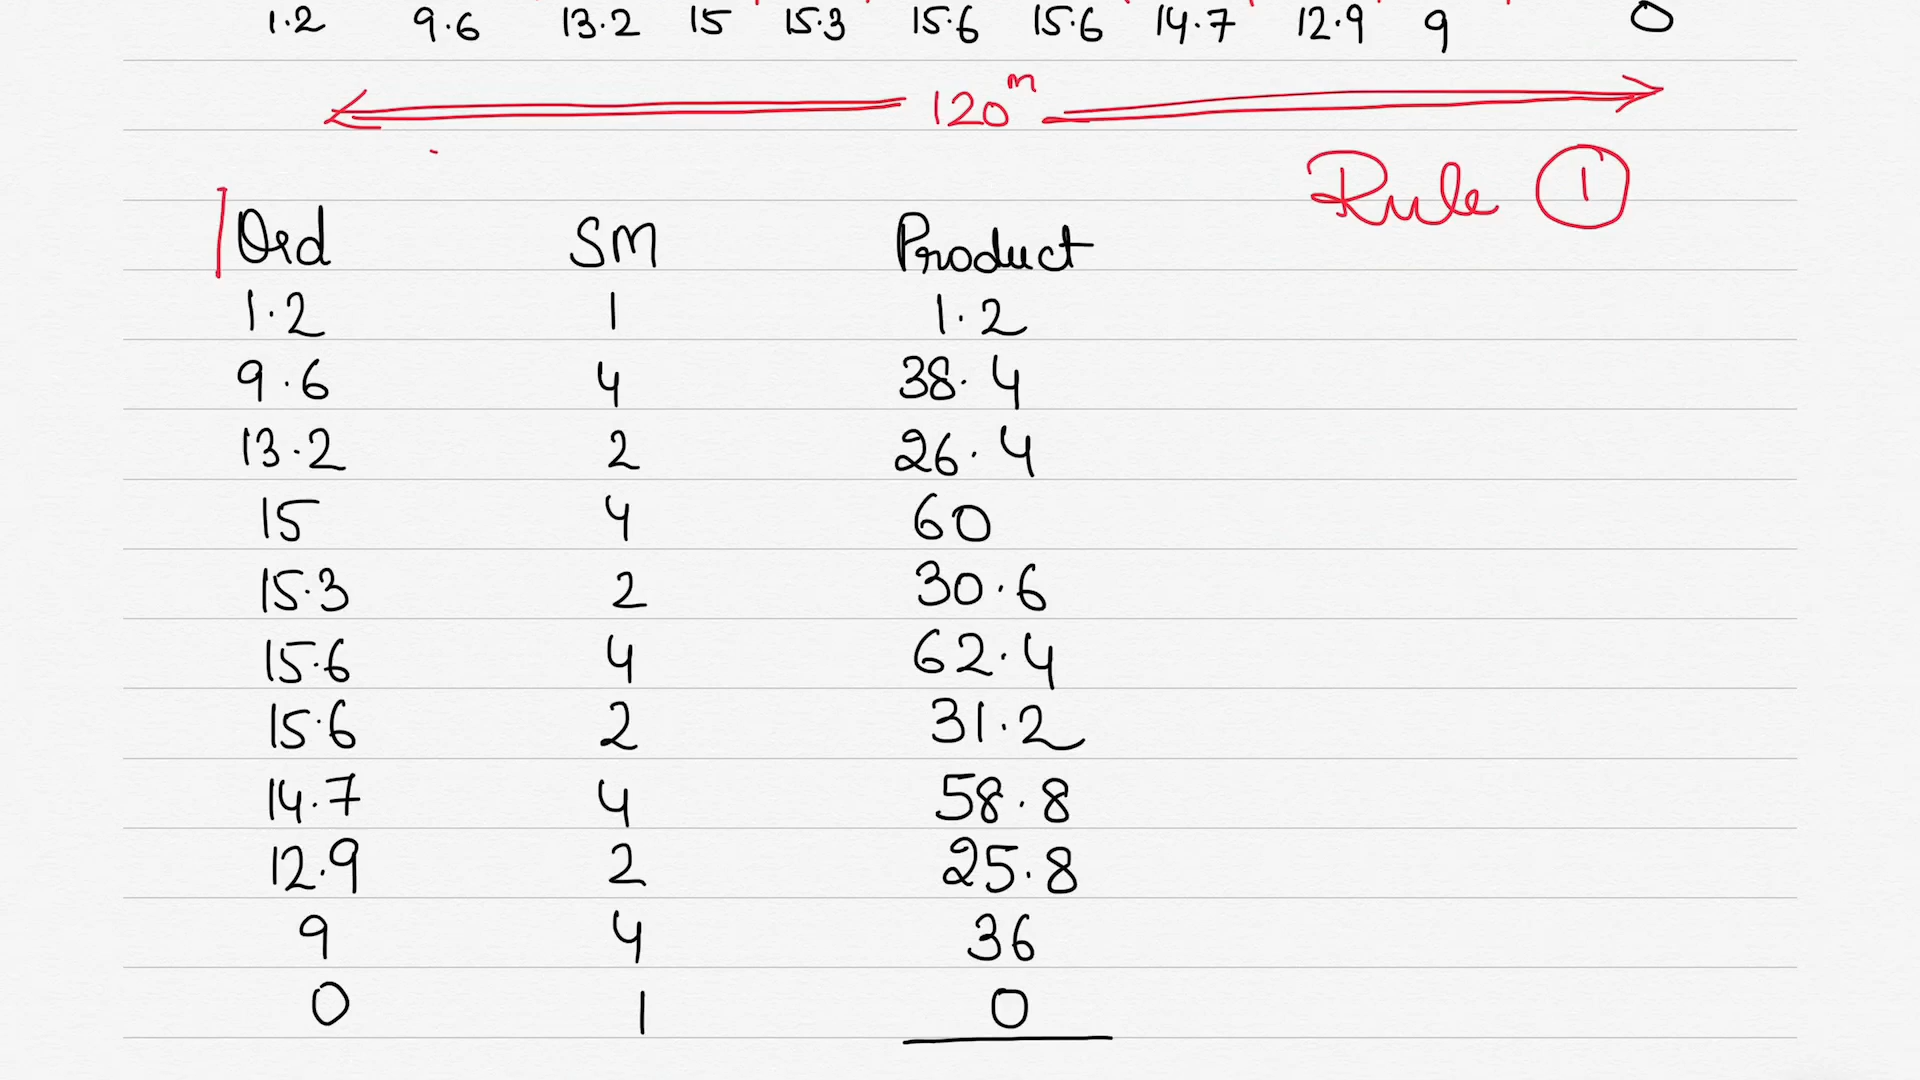 1.2 9.6 13.2 15 15.3 15.6 15.6 14.7 12.9 9 0
120 m
Rule 1
Ord SM Product
1.2 1 1.2
9.6 4 38.4
13.2 2 26.4
15 4 60
15.3 2 30.6
15.6 4 62.4
15.6 2 31.2
14.7 4 58.8
12.9 2 25.8
9 4 36
0 1 0